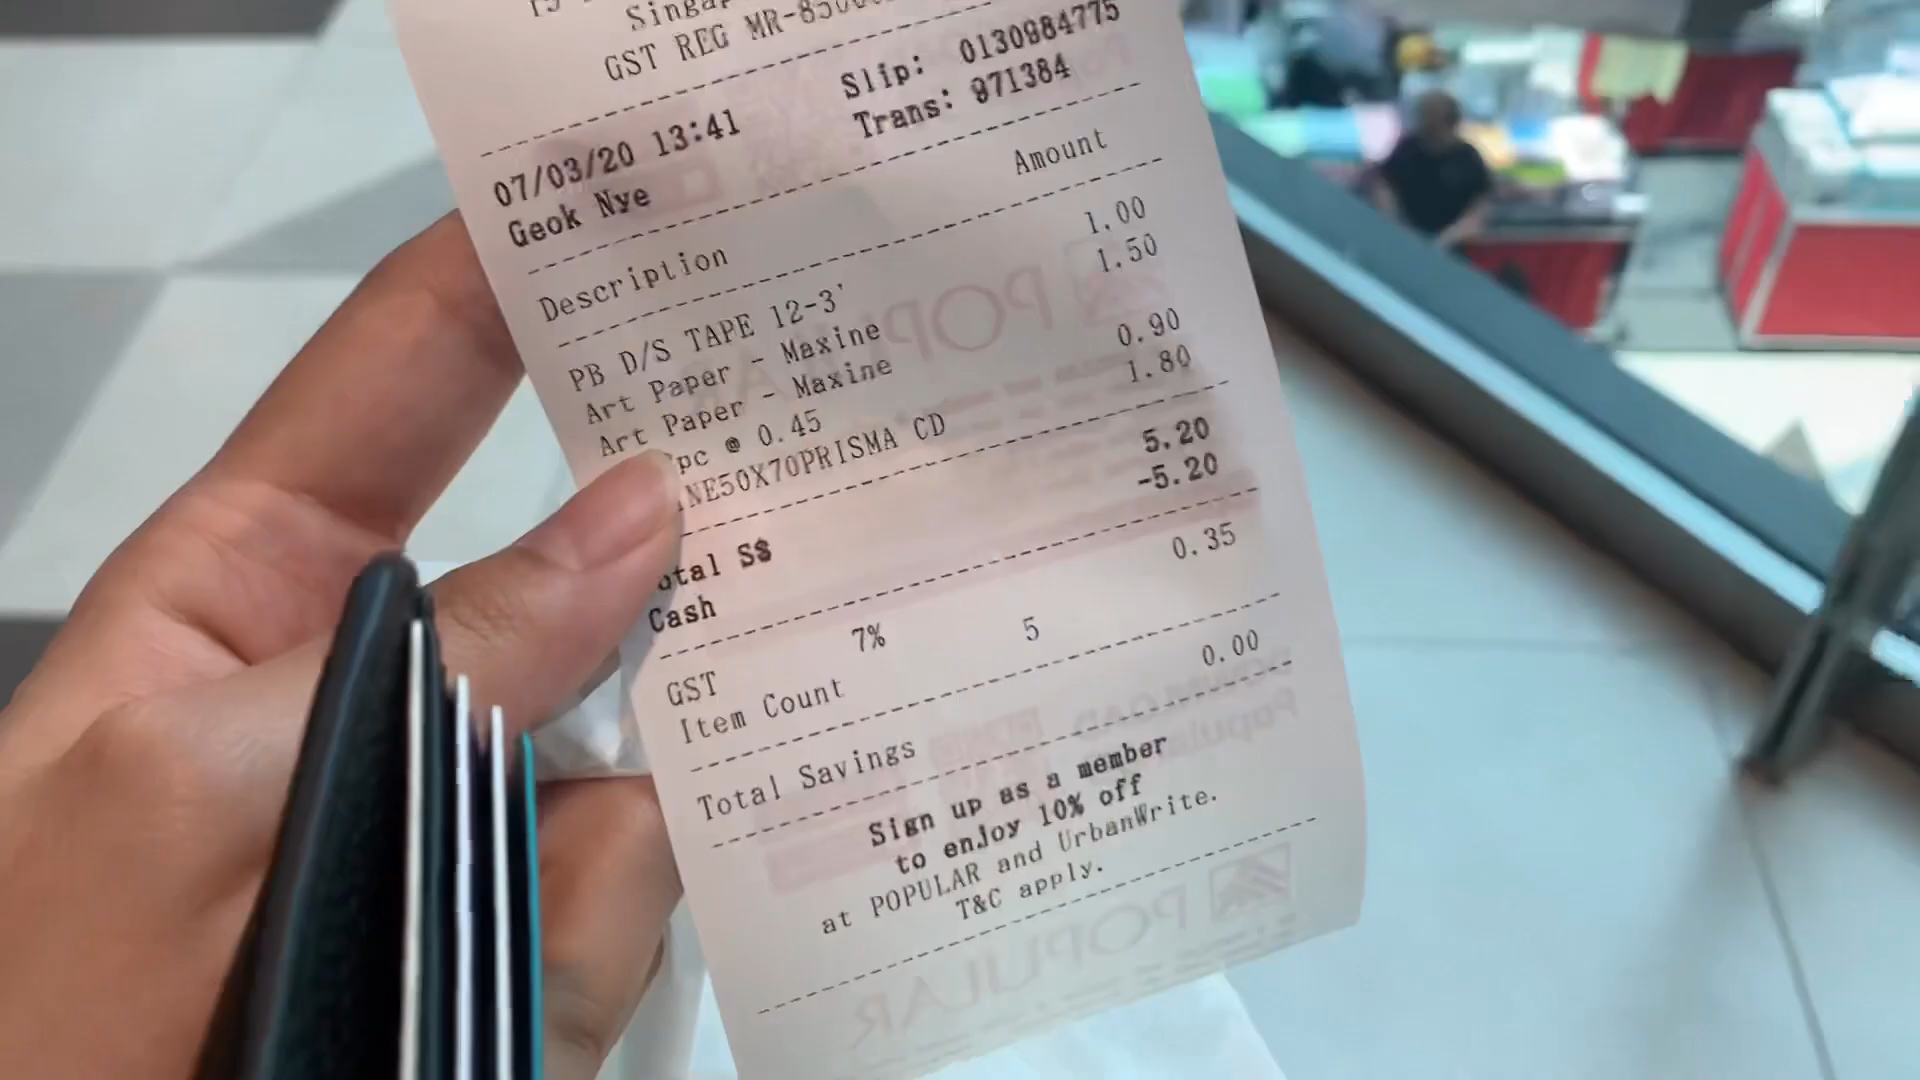 Singa
GST REG MR-8500
Slip: 0130984775
07/03/20 13:41 Trans: 971384
Geok Nye
Description Amount
PB D/S TAPE 12-3' 1.00
Art Paper - Maxine 1.50
Art Paper - Maxine
pc @ 0.45 0.90
NE50X70PRISMA CD 1.80
otal S$ 5.20
Cash -5.20
GST 7% 0.35
Item Count 5
Total Savings 0.00
Sign up as a member
to enjoy 10% off
at POPULAR and UrbanWrite.
T&C apply.
POPULAR